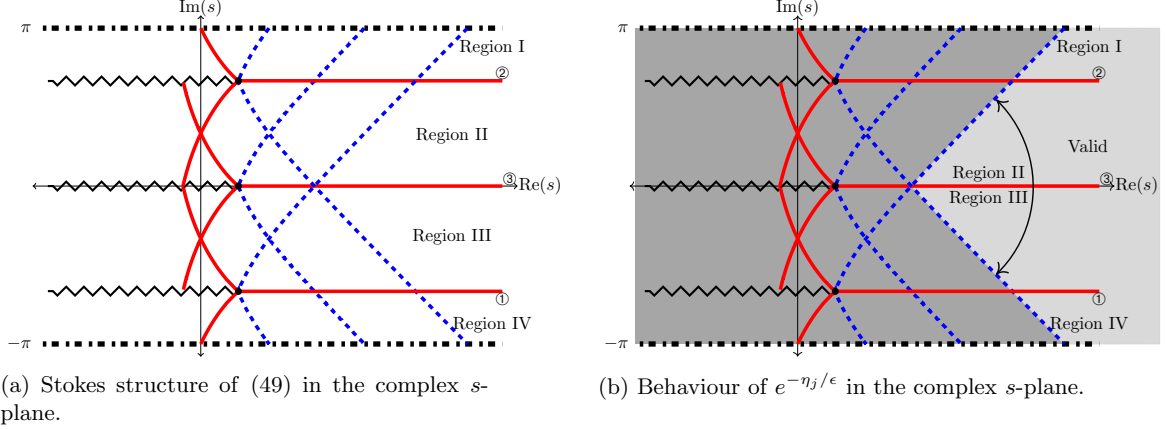 Im(s)
π
Region I
②
Region II
③
Re(s)
Region III
①
Region IV
−π
(a) Stokes structure of (49) in the complex s-
plane.
Im(s)
π
Region I
②
Valid
Region II
③
Re(s)
Region III
①
Region IV
−π
(b) Behaviour of e^{−η_j/ϵ} in the complex s-plane.